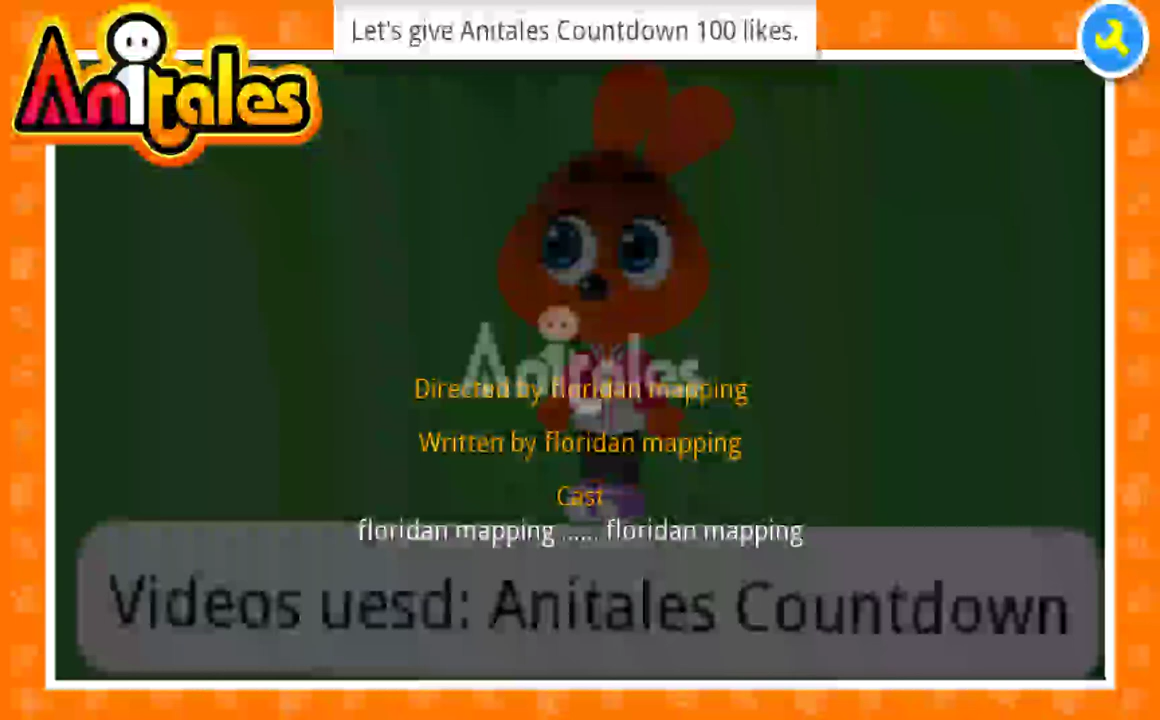 Let's give Anitales Countdown 100 likes.
Anitales
Anitales
Directed by floridan mapping
Written by floridan mapping
Cast
floridan mapping ...... floridan mapping
Videos uesd: Anitales Countdown